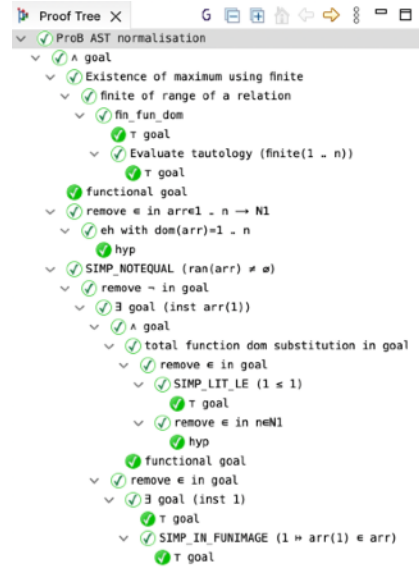 Proof Tree
ProB AST normalisation
∧ goal
Existence of maximum using finite
finite of range of a relation
fin_fun_dom
⊤ goal
Evaluate tautology (finite(1 ‥ n))
⊤ goal
functional goal
remove ∈ in arr∈1 ‥ n → N1
eh with dom(arr)=1 ‥ n
hyp
SIMP_NOTEQUAL (ran(arr) ≠ ∅)
remove ¬ in goal
∃ goal (inst arr(1))
∧ goal
total function dom substitution in goal
remove ∈ in goal
SIMP_LIT_LE (1 ≤ 1)
⊤ goal
remove ∈ in n∈N1
hyp
functional goal
remove ∈ in goal
∃ goal (inst 1)
⊤ goal
SIMP_IN_FUNIMAGE (1 ↦ arr(1) ∈ arr)
⊤ goal